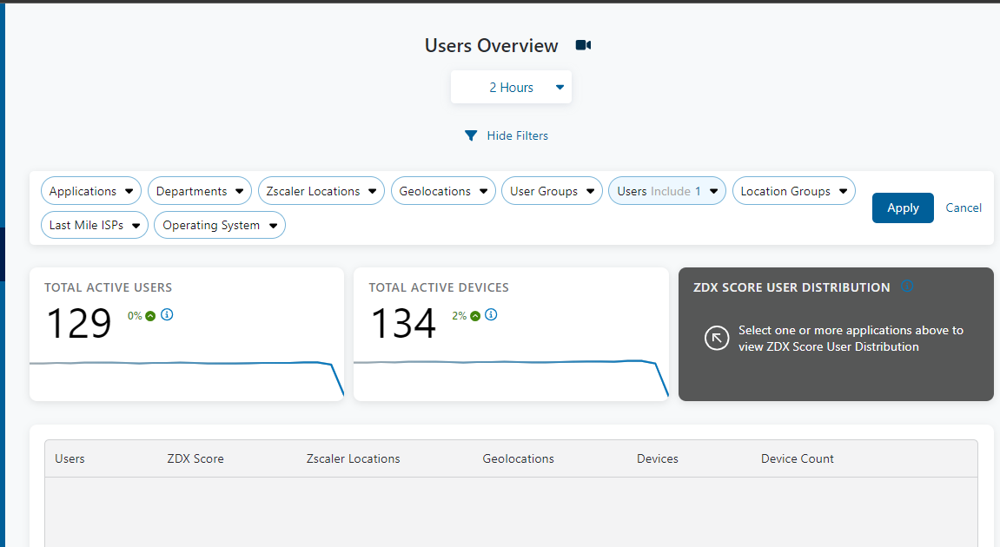 Users Overview
2 Hours
Hide Filters
Applications Departments Zscaler Locations Geolocations User Groups Users Include 1 Location Groups
Last Mile ISPs Operating System
Apply Cancel
TOTAL ACTIVE USERS
129 0%
TOTAL ACTIVE DEVICES
134 2%
ZDX SCORE USER DISTRIBUTION
Select one or more applications above to
view ZDX Score User Distribution
Users ZDX Score Zscaler Locations Geolocations Devices Device Count